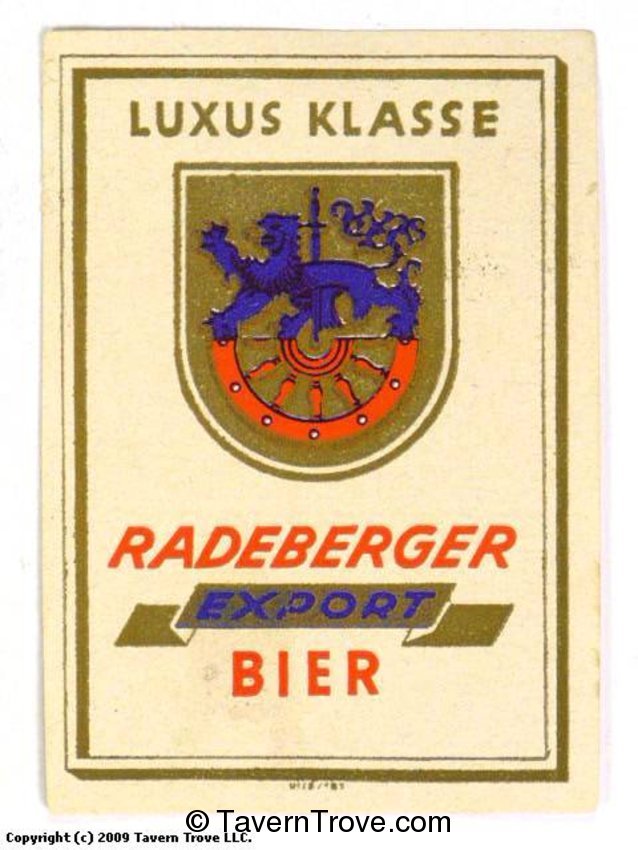 LUXUS KLASSE
RADEBERGER
EXPORT
BIER
© TavernTrove.com
Copyright (c) 2009 Tavern Trove LLC.